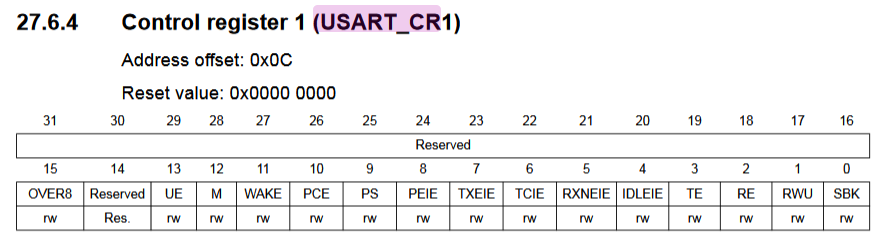 27.6.4 Control register 1 (USART_CR1)
Address offset: 0x0C
Reset value: 0x0000 0000
31 30 29 28 27 26 25 24 23 22 21 20 19 18 17 16
Reserved
15 14 13 12 11 10 9 8 7 6 5 4 3 2 1 0
OVER8 Reserved UE M WAKE PCE PS PEIE TXEIE TCIE RXNEIE IDLEIE TE RE RWU SBK
rw Res. rw rw rw rw rw rw rw rw rw rw rw rw rw rw